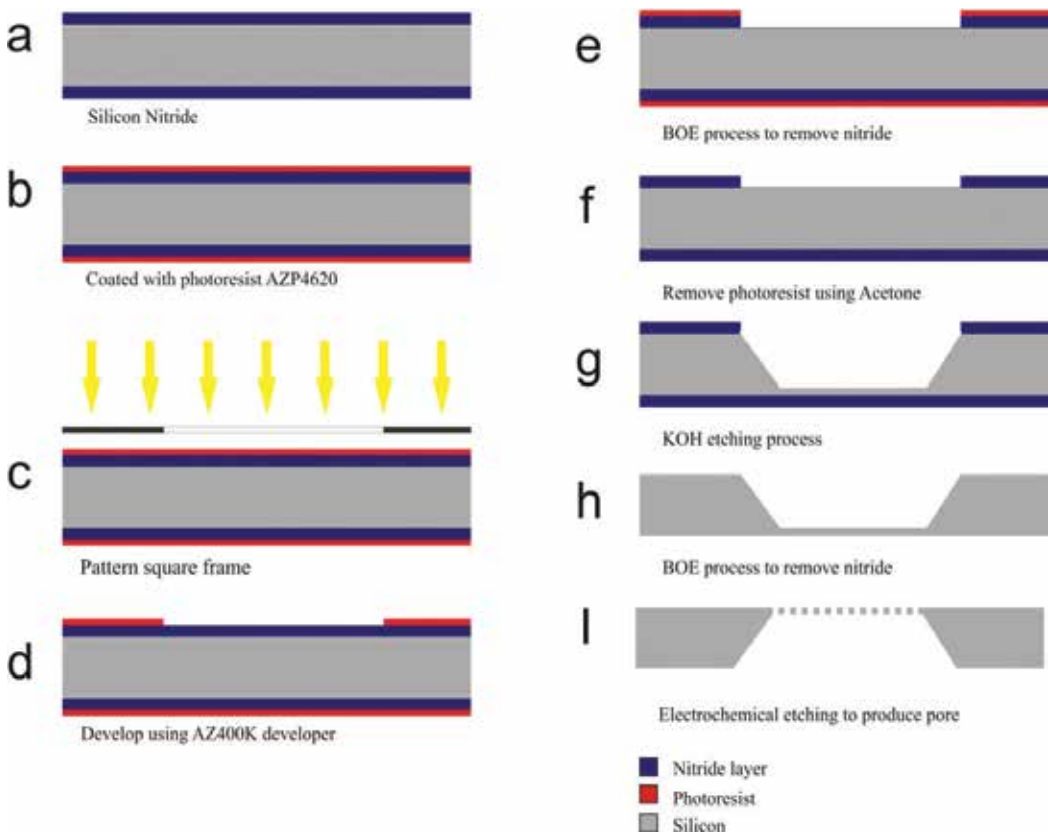 a
Silicon Nitride
b
Coated with photoresist AZP4620
c
Pattern square frame
d
Develop using AZ400K developer
e
BOE process to remove nitride
f
Remove photoresist using Acetone
g
KOH etching process
h
BOE process to remove nitride
l
Electrochemical etching to produce pore
Nitride layer
Photoresist
Silicon